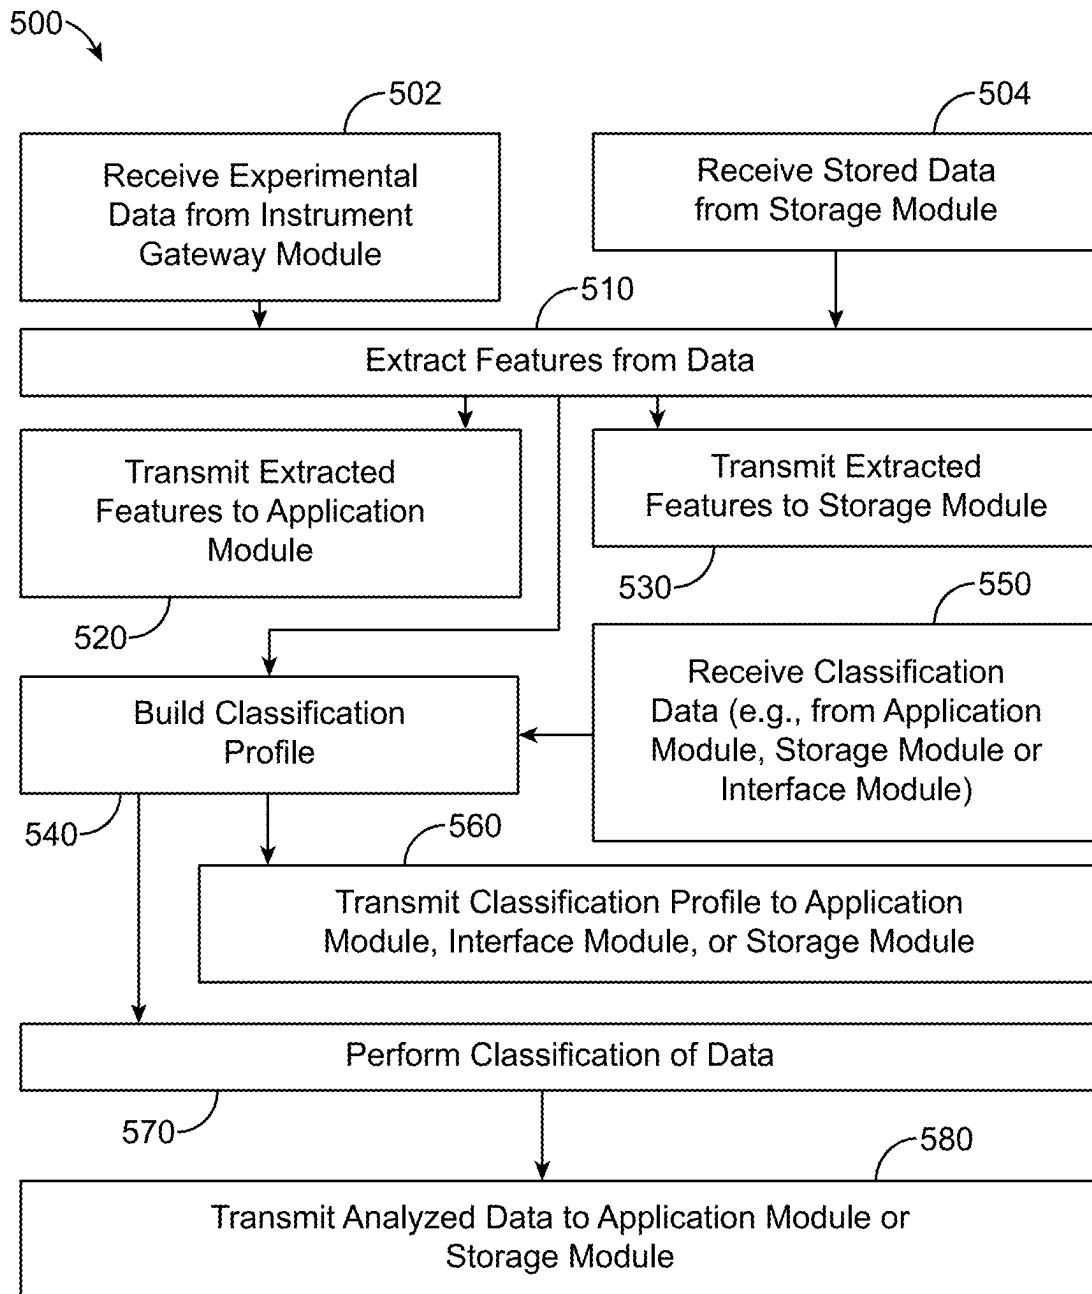 500
502
504
Receive Experimental
Data from Instrument
Gateway Module
Receive Stored Data
from Storage Module
510
Extract Features from Data
Transmit Extracted
Features to Application
Module
Transmit Extracted
Features to Storage Module
520
530
550
Build Classification
Profile
Receive Classification
Data (e.g., from Application
Module, Storage Module or
Interface Module)
540
560
Transmit Classification Profile to Application
Module, Interface Module, or Storage Module
Perform Classification of Data
570
580
Transmit Analyzed Data to Application Module or
Storage Module